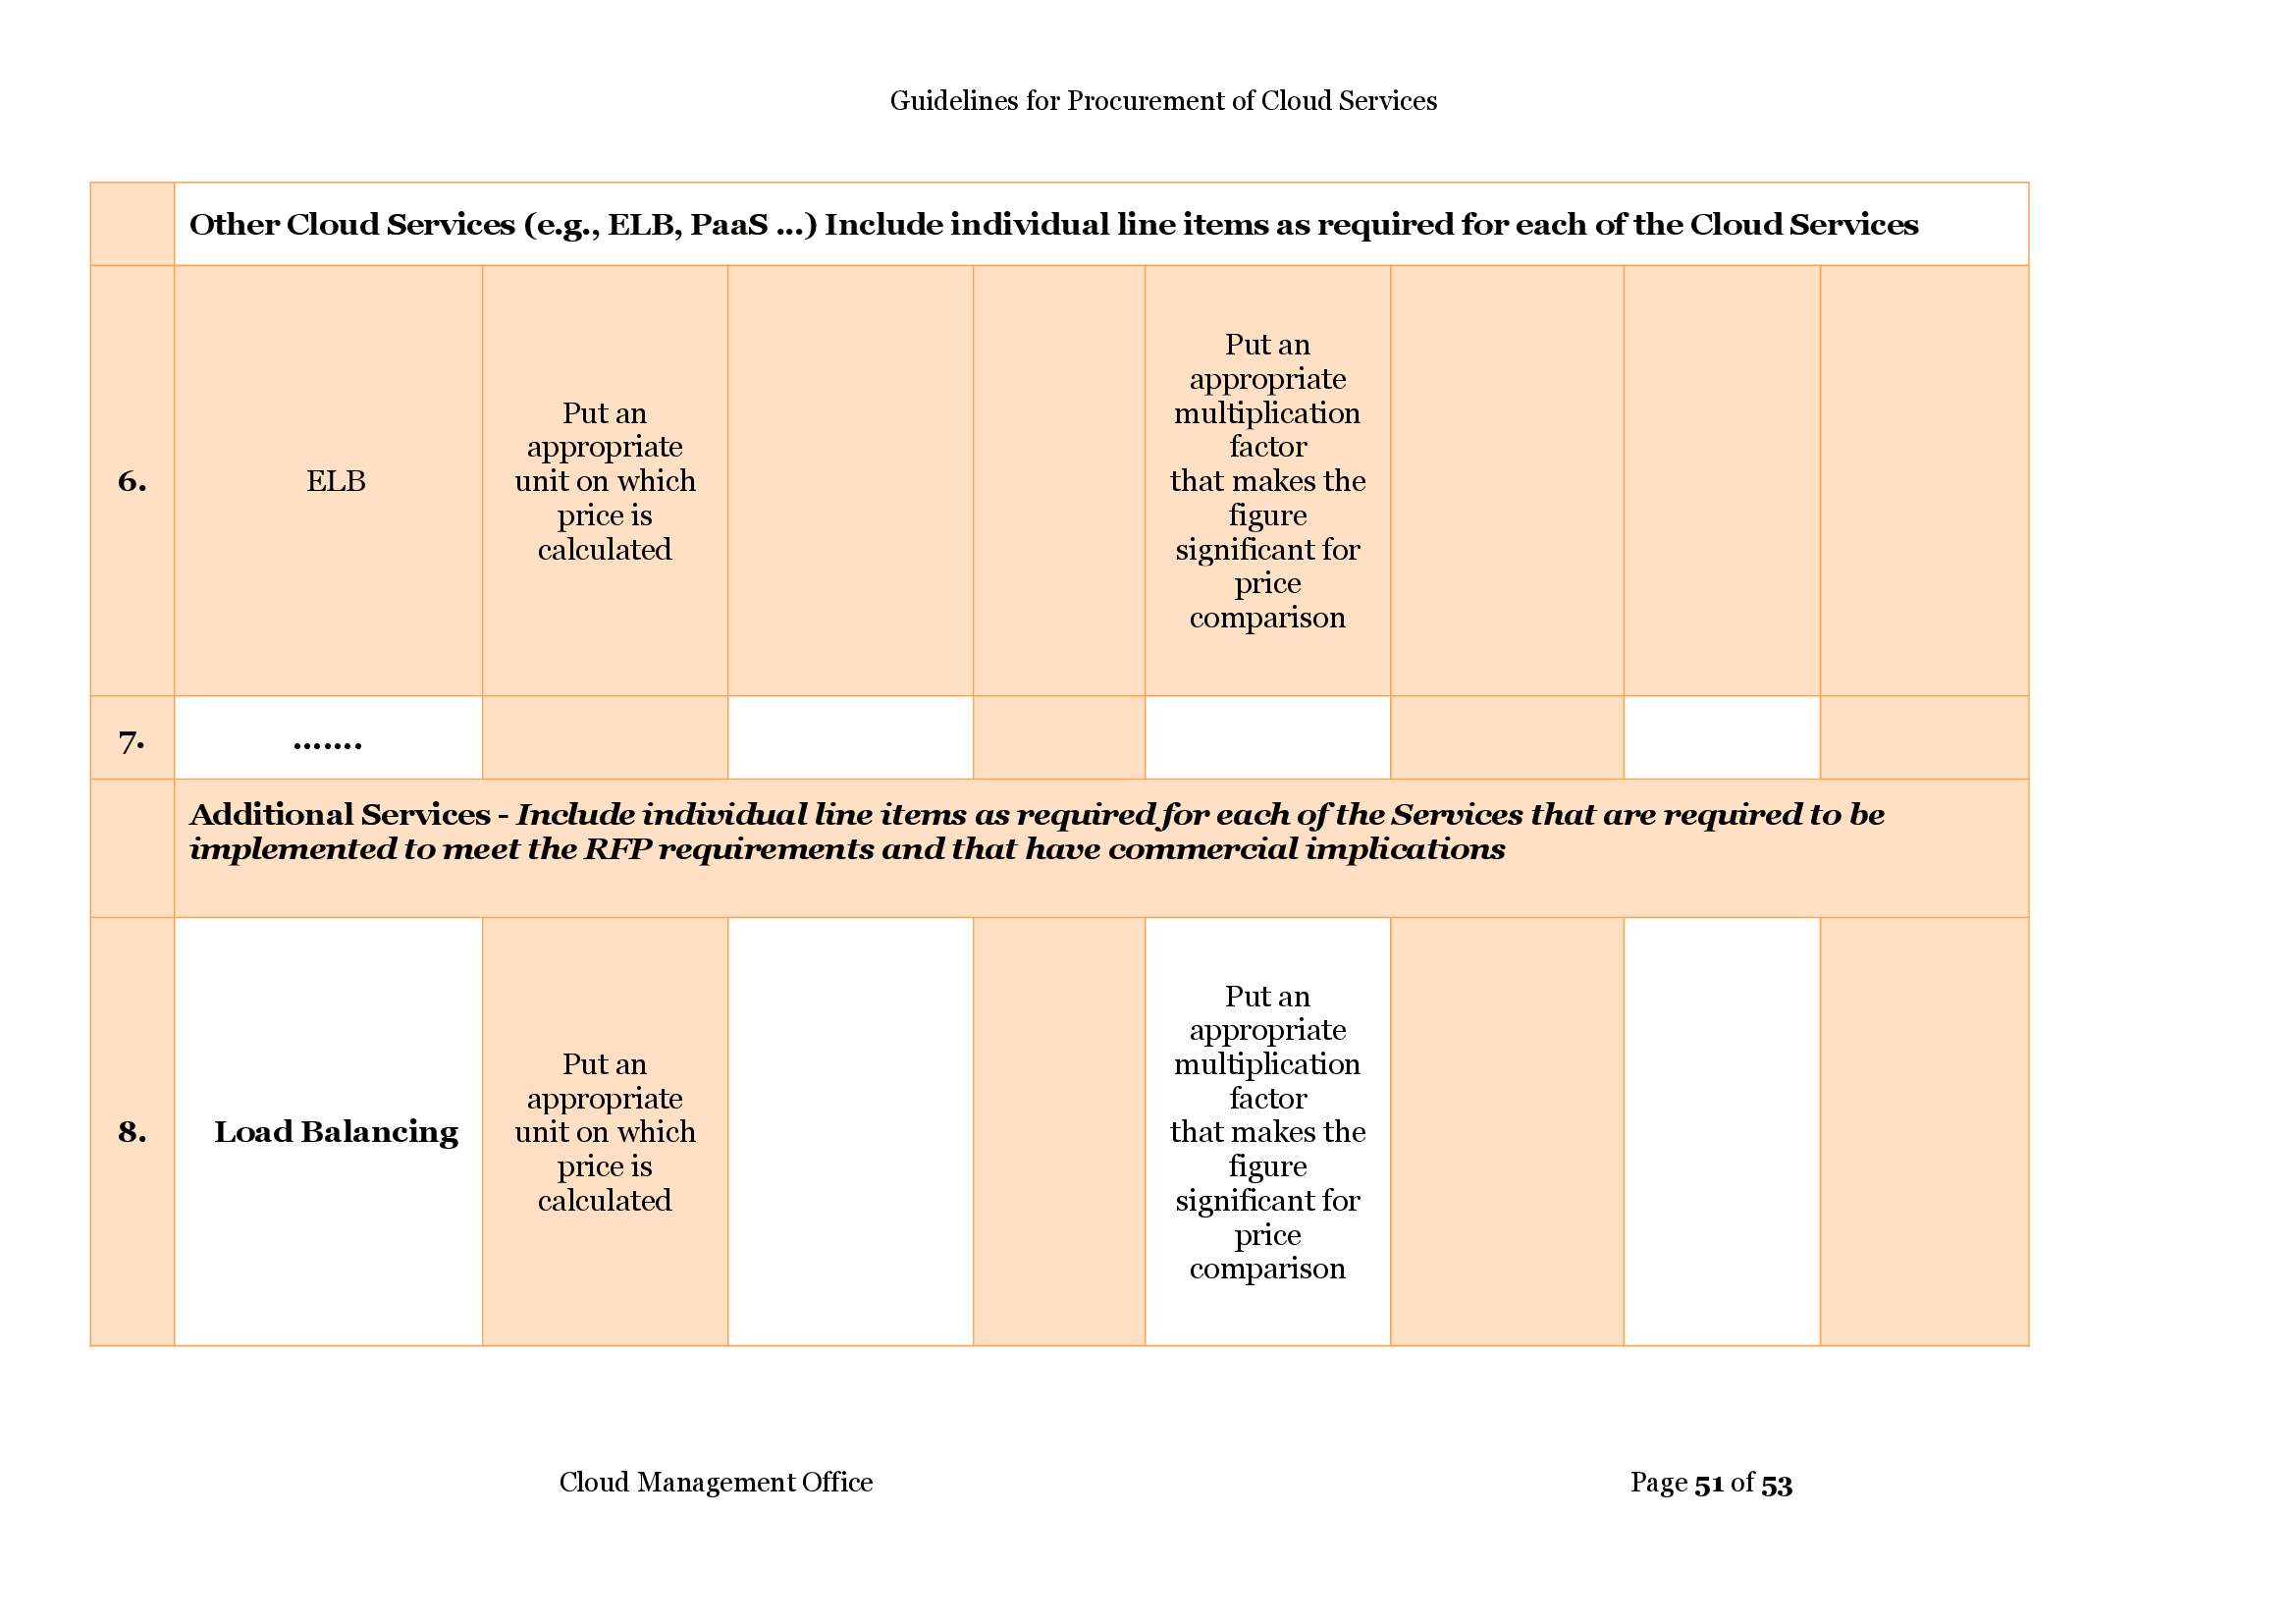 Guidelines for Procurement of Cloud Services
Other Cloud Services (e.g., ELB, PaaS ...) Include individual line items as required for each of the Cloud Services
6.
ELB
Put an
appropriate
unit on which
price is
calculated
Put an
appropriate
multiplication
factor
that makes the
figure
significant for
price
comparison
7.
.......
Additional Services - Include individual line items as required for each of the Services that are required to be
implemented to meet the RFP requirements and that have commercial implications
8.
Load Balancing
Put an
appropriate
unit on which
price is
calculated
Put an
appropriate
multiplication
factor
that makes the
figure
significant for
price
comparison
Cloud Management Office
Page 51 of 53